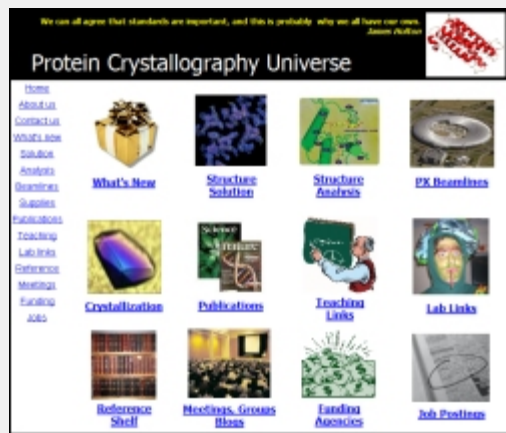 We can all agree that standards are important, and this is probably why we all have our own.
James Holton
Protein Crystallography Universe
Home
About us
Contact us
What's new
Solution
Analysis
Beamlines
Supplies
Publications
Teaching
Lab links
Reference
Meetings
Funding
Jobs
What's New
Structure
Solution
Structure
Analysis
PX Beamlines
Science
nature
Crystallization
Publications
Teaching
Links
Lab Links
Reference
Shelf
Meetings, Groups
Blogs
Funding
Agencies
Job Postings